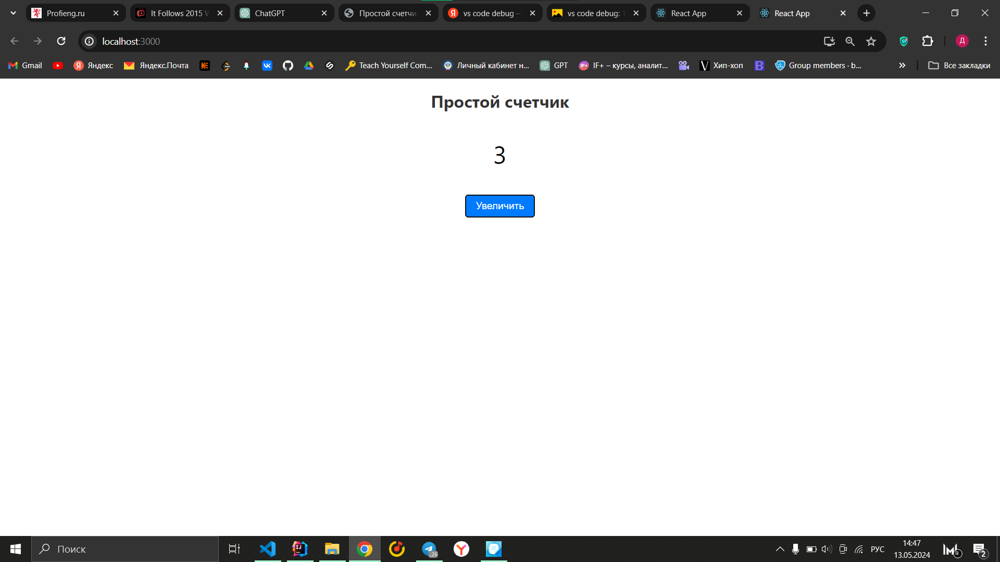 Profieng.ru
It Follows 2015 W
ChatGPT
Простой счетчи
vs code debug —
vs code debug: 1
React App
React App
localhost:3000
Д
Gmail
Яндекс
Яндекс.Почта
Teach Yourself Com...
Личный кабинет н...
GPT
IF+ – курсы, аналит...
Хип-хоп
Group members · b...
Все закладки
Простой счетчик
3
Увеличить
Поиск
..26
РУС
14:47
13.05.2024
2